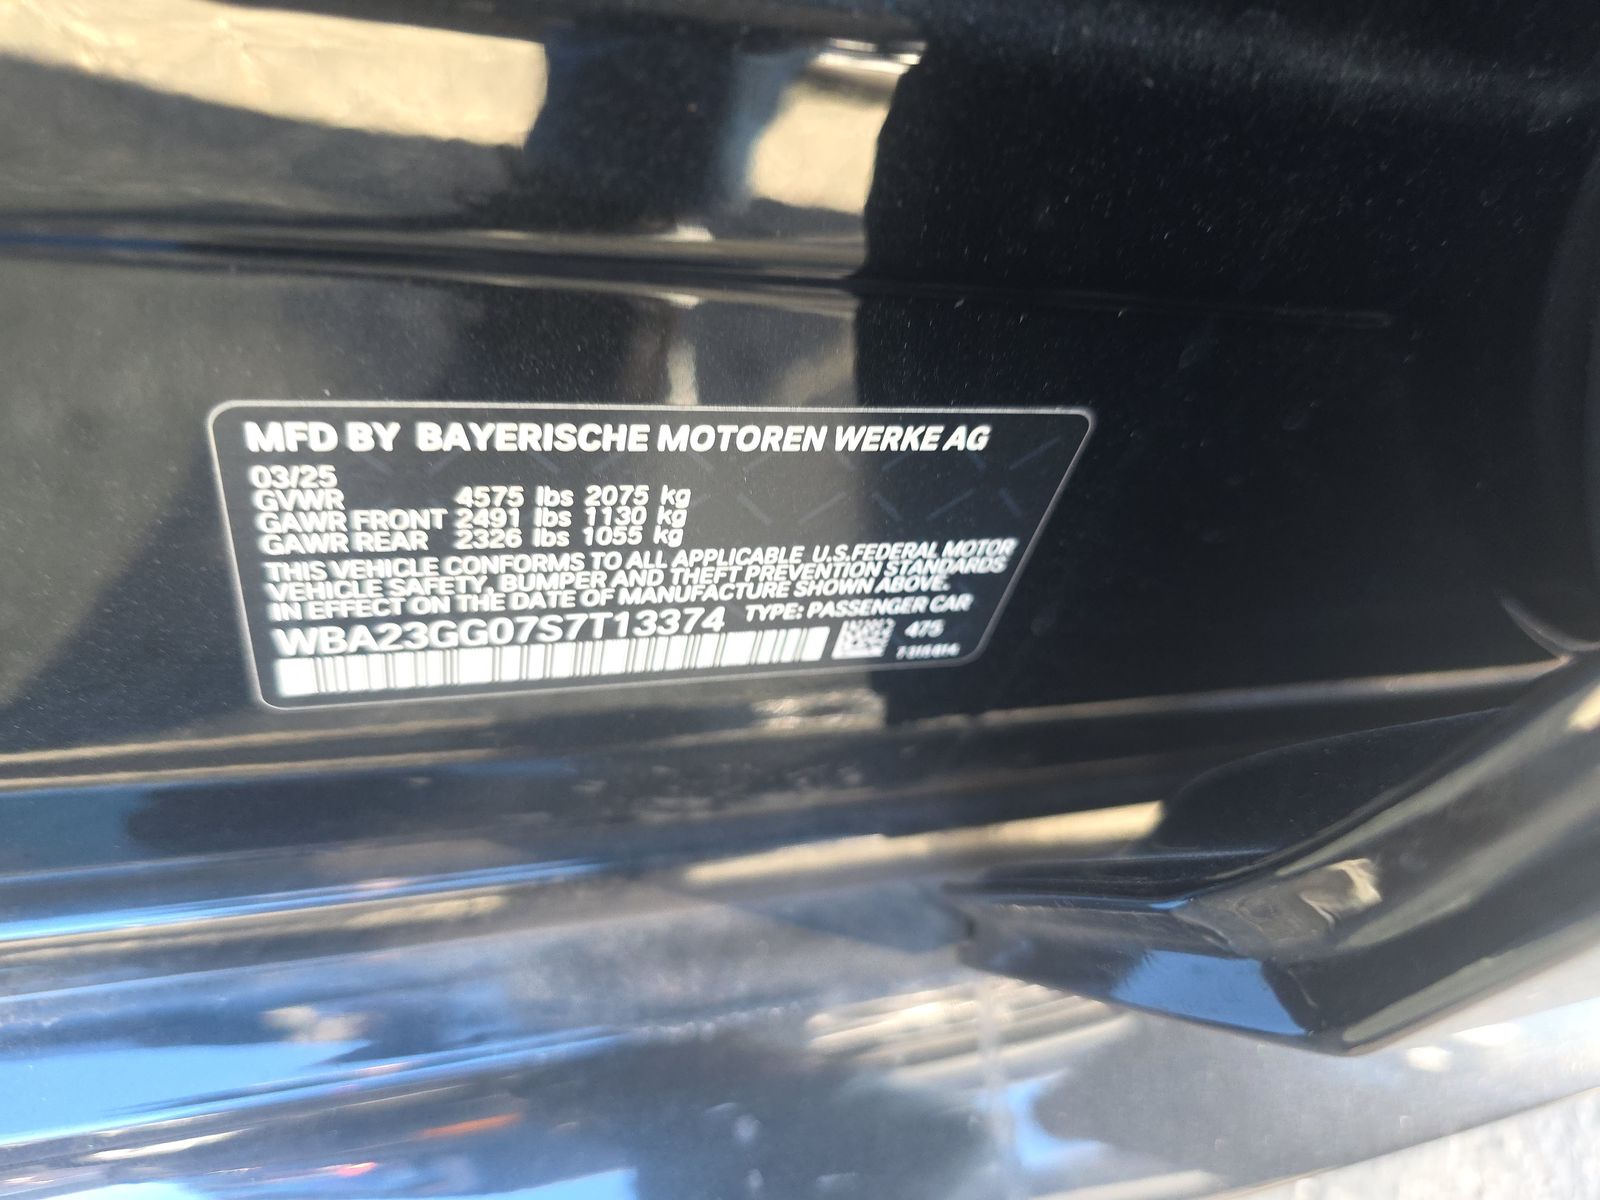 MFD BY BAYERISCHE MOTOREN WERKE AG
03/25
GVWR 4575 lbs 2075 kg
GAWR FRONT 2491 lbs 1130 kg
GAWR REAR 2326 lbs 1055 kg
THIS VEHICLE CONFORMS TO ALL APPLICABLE U.S.FEDERAL MOTOR
VEHICLE SAFETY, BUMPER AND THEFT PREVENTION STANDARDS
IN EFFECT ON THE DATE OF MANUFACTURE SHOWN ABOVE.
WBA23GG07S7T13374 TYPE: PASSENGER CAR
475